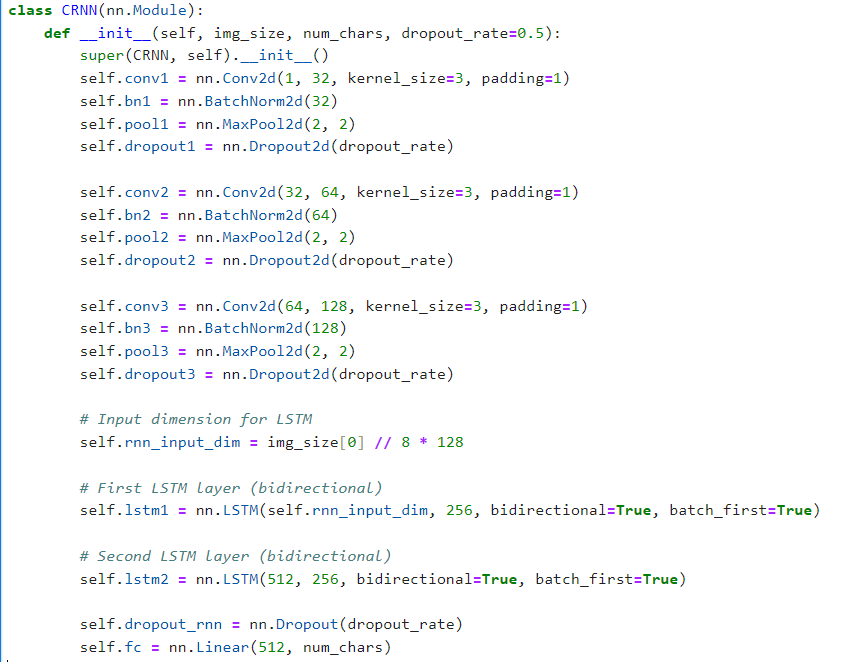 class CRNN(nn.Module):
    def __init__(self, img_size, num_chars, dropout_rate=0.5):
        super(CRNN, self).__init__()
        self.conv1 = nn.Conv2d(1, 32, kernel_size=3, padding=1)
        self.bn1 = nn.BatchNorm2d(32)
        self.pool1 = nn.MaxPool2d(2, 2)
        self.dropout1 = nn.Dropout2d(dropout_rate)

        self.conv2 = nn.Conv2d(32, 64, kernel_size=3, padding=1)
        self.bn2 = nn.BatchNorm2d(64)
        self.pool2 = nn.MaxPool2d(2, 2)
        self.dropout2 = nn.Dropout2d(dropout_rate)

        self.conv3 = nn.Conv2d(64, 128, kernel_size=3, padding=1)
        self.bn3 = nn.BatchNorm2d(128)
        self.pool3 = nn.MaxPool2d(2, 2)
        self.dropout3 = nn.Dropout2d(dropout_rate)

        # Input dimension for LSTM
        self.rnn_input_dim = img_size[0] // 8 * 128

        # First LSTM layer (bidirectional)
        self.lstm1 = nn.LSTM(self.rnn_input_dim, 256, bidirectional=True, batch_first=True)

        # Second LSTM layer (bidirectional)
        self.lstm2 = nn.LSTM(512, 256, bidirectional=True, batch_first=True)

        self.dropout_rnn = nn.Dropout(dropout_rate)
        self.fc = nn.Linear(512, num_chars)